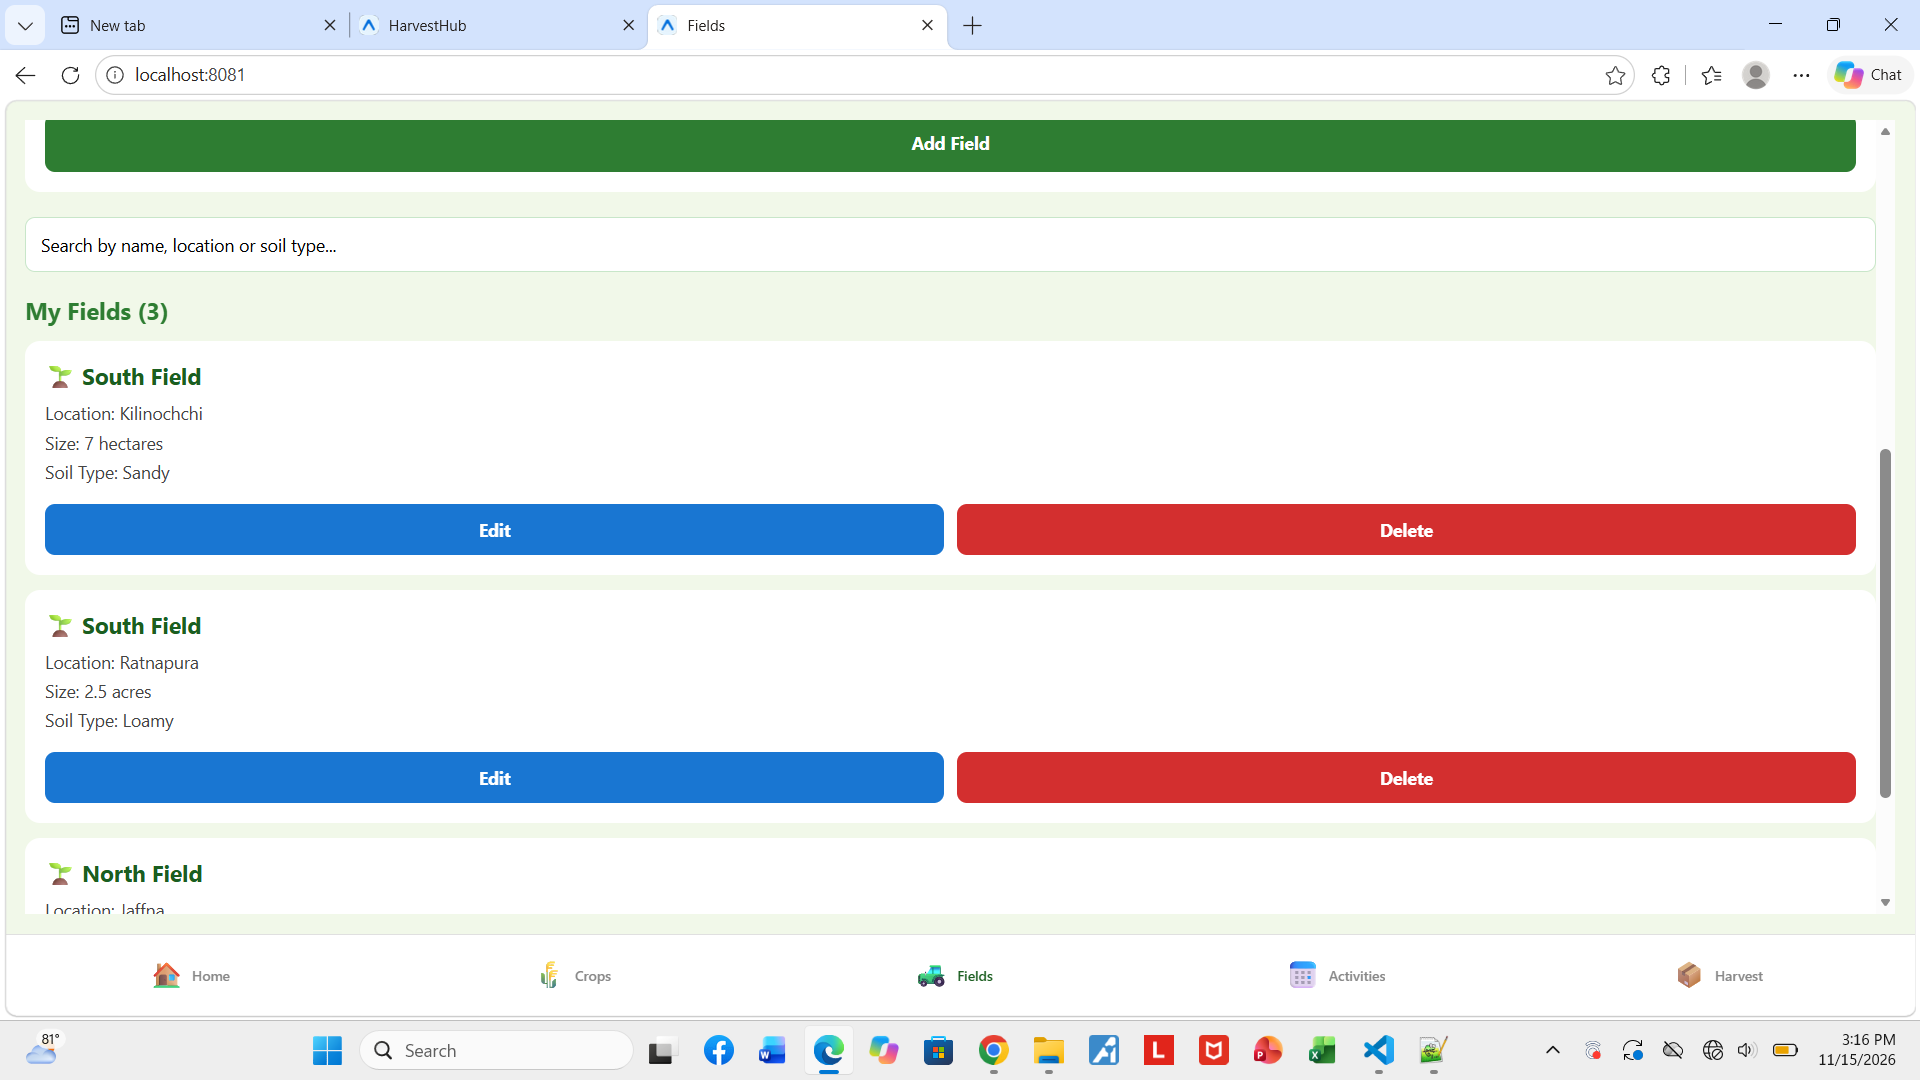 New tab
HarvestHub
Fields
localhost:8081
Chat
Add Field
Search by name, location or soil type...
My Fields (3)
South Field
Location: Kilinochchi
Size: 7 hectares
Soil Type: Sandy
Edit
Delete
South Field
Location: Ratnapura
Size: 2.5 acres
Soil Type: Loamy
Edit
Delete
North Field
Location: Jaffna
Home
Crops
Fields
Activities
Harvest
81°
Search
3:16 PM
11/15/2026